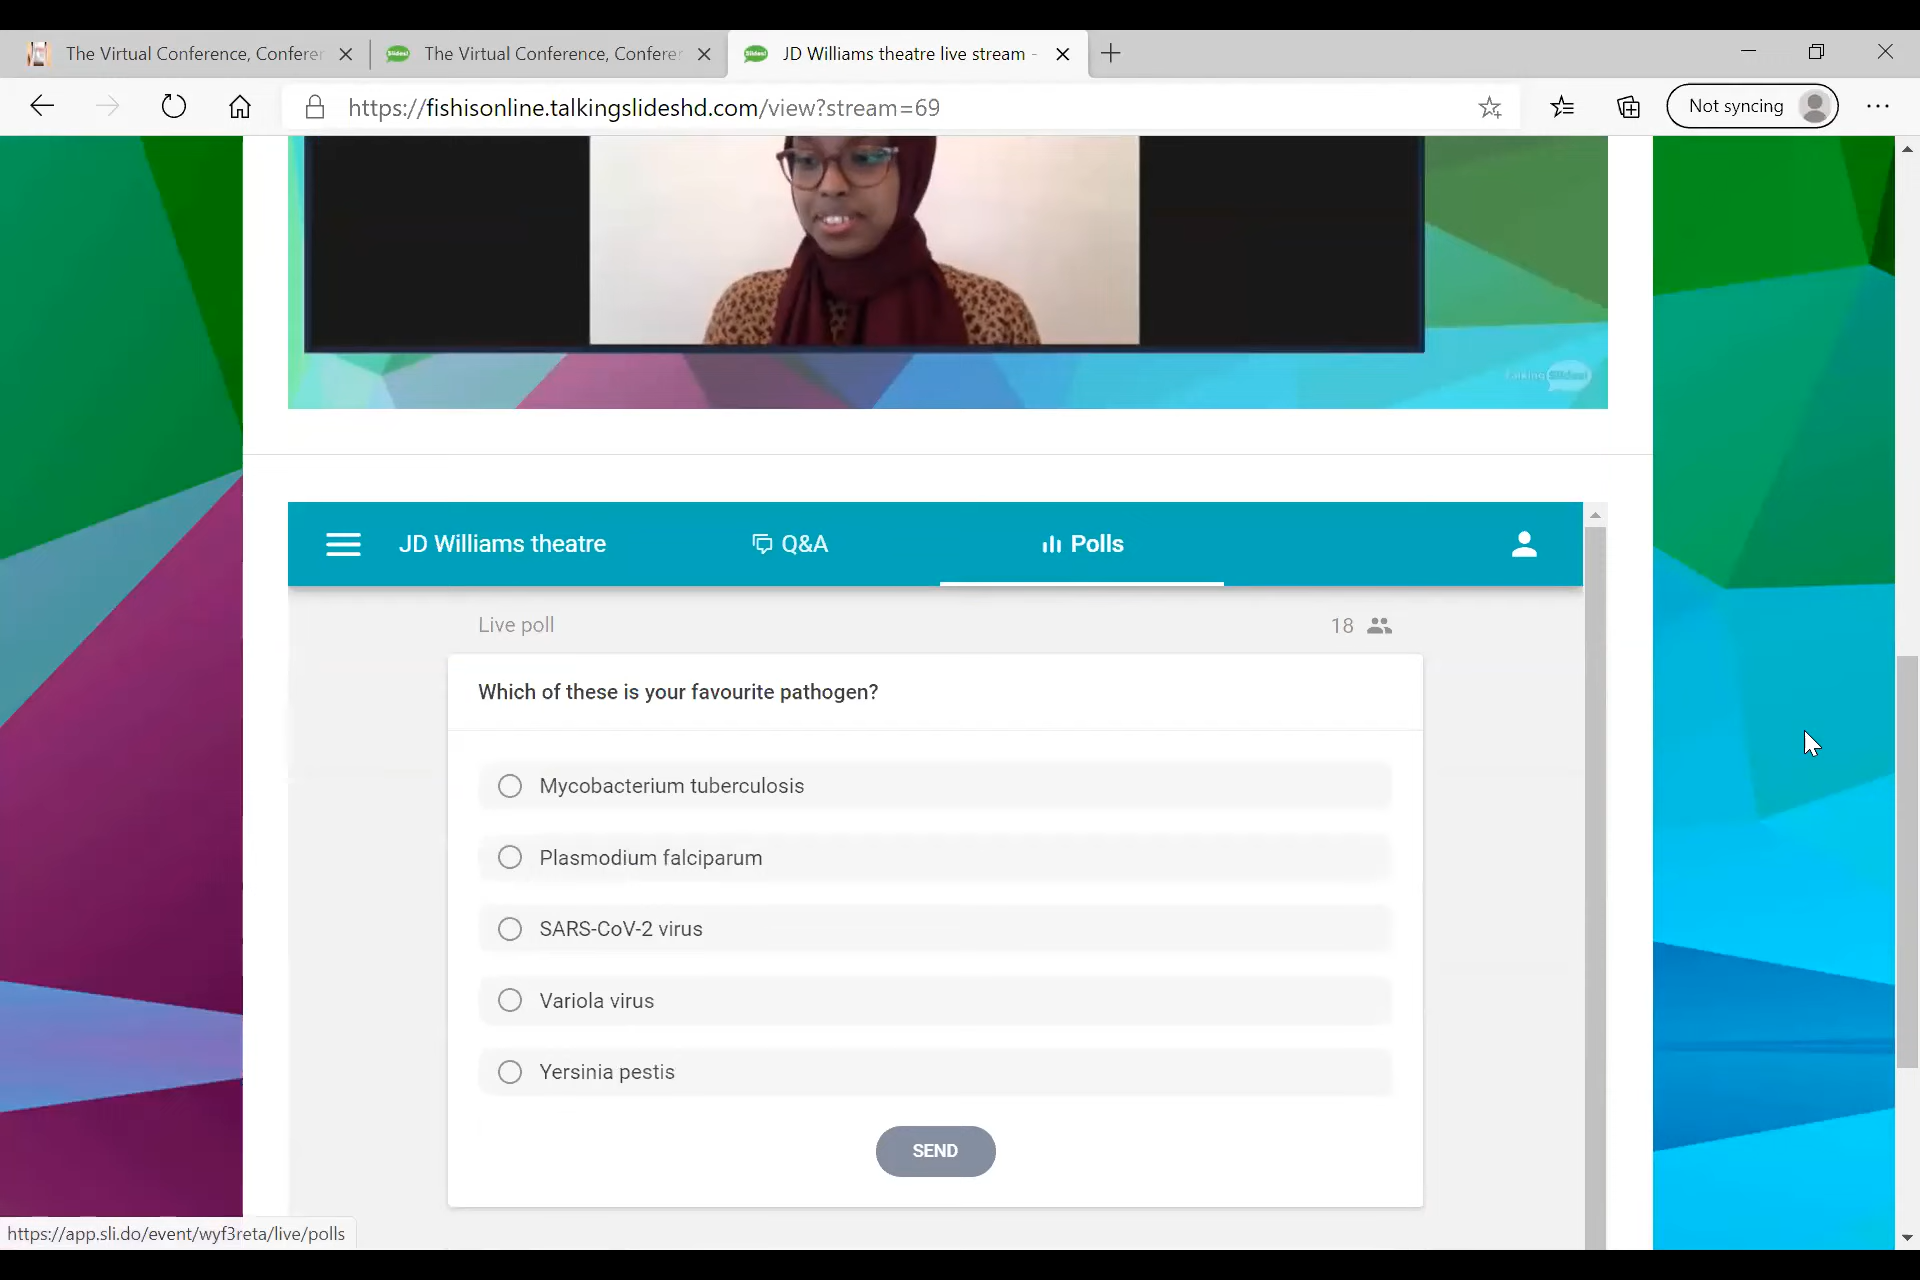 The Virtual Conference, Confere
The Virtual Conference, Confere
JD Williams theatre live stream -
https://fishisonline.talkingslideshd.com/view?stream=69
Not syncing
Talking Slides!
JD Williams theatre
Q&A
Polls
Live poll
18
Which of these is your favourite pathogen?
Mycobacterium tuberculosis
Plasmodium falciparum
SARS-CoV-2 virus
Variola virus
Yersinia pestis
SEND
https://app.sli.do/event/wyf3reta/live/polls